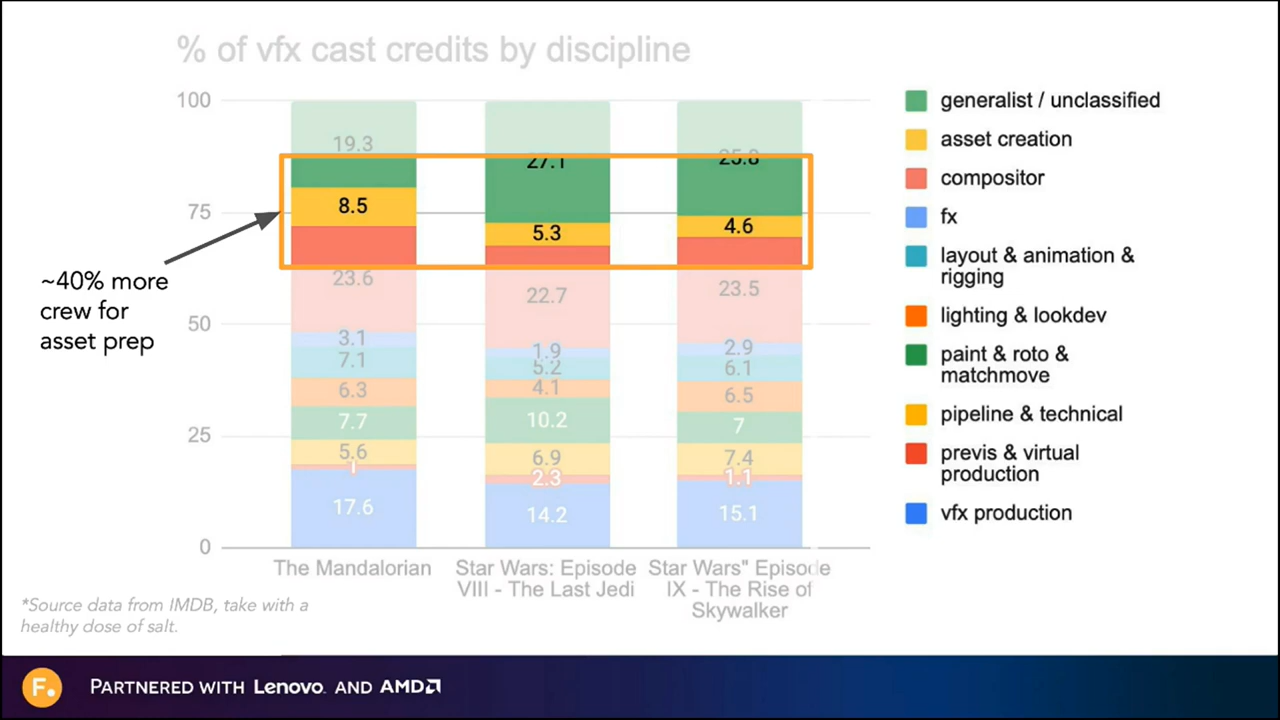 % of vfx cast credits by discipline
100
75
50
25
0
19.3
8.5
23.6
3.1
7.1
6.3
7.7
5.6
1
17.6
27.1
5.3
22.7
1.9
5.2
4.1
10.2
6.9
2.3
14.2
25.8
4.6
23.5
2.9
6.1
6.5
7
7.4
1.1
15.1
The Mandalorian
Star Wars: Episode
VIII - The Last Jedi
Star Wars" Episode
IX - The Rise of
Skywalker
generalist / unclassified
asset creation
compositor
fx
layout & animation &
rigging
lighting & lookdev
paint & roto &
matchmove
pipeline & technical
previs & virtual
production
vfx production
~40% more
crew for
asset prep
*Source data from IMDB, take with a
healthy dose of salt.
F. PARTNERED WITH Lenovo. AND AMD